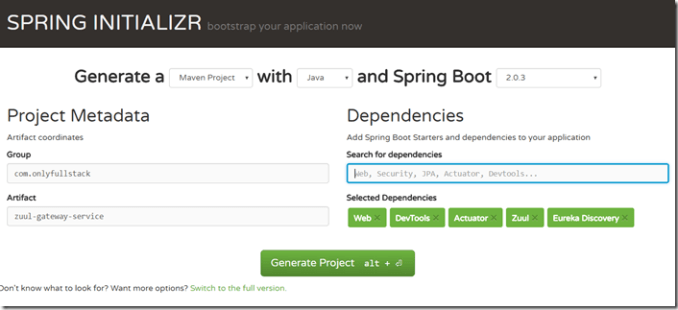 SPRING INITIALIZR bootstrap your application now
Generate a Maven Project with Java and Spring Boot 2.0.3
Project Metadata
Artifact coordinates
Group
com.onlyfullstack
Artifact
zuul-gateway-service
Dependencies
Add Spring Boot Starters and dependencies to your application
Search for dependencies
Web, Security, JPA, Actuator, Devtools...
Selected Dependencies
Web × DevTools × Actuator × Zuul × Eureka Discovery ×
Generate Project alt + ⏎
Don't know what to look for? Want more options? Switch to the full version.